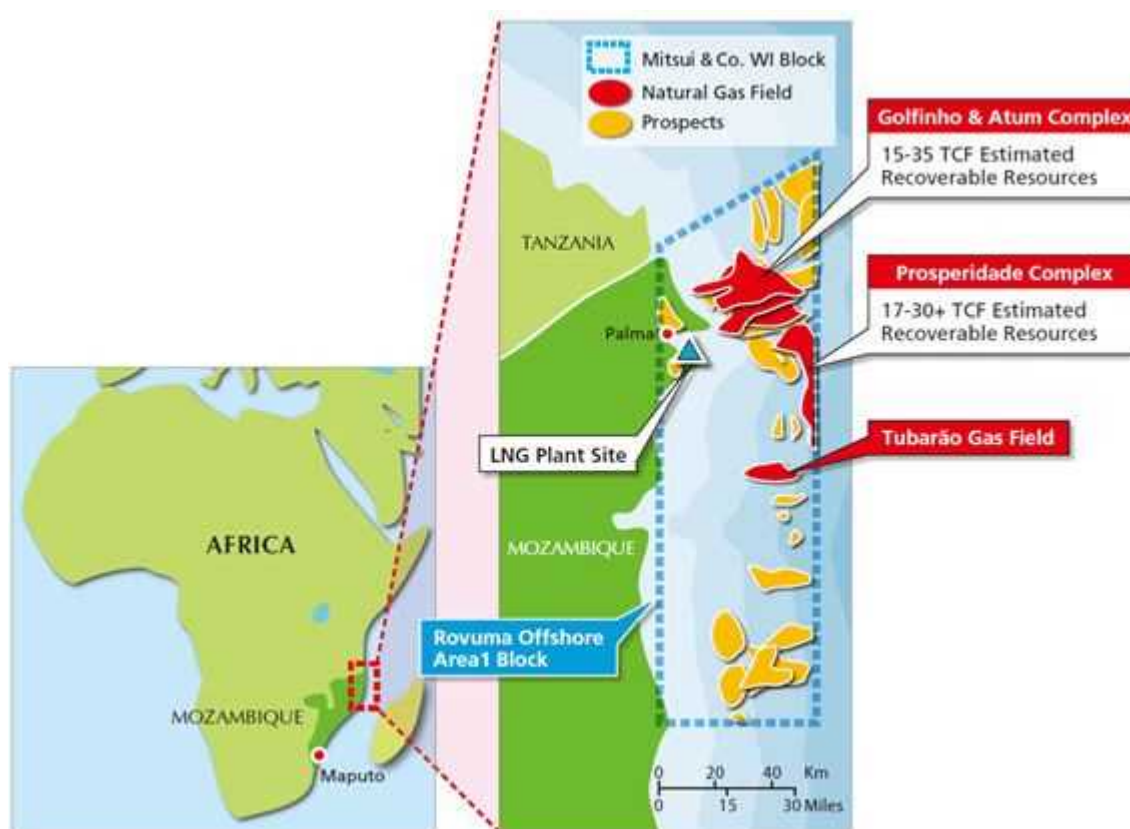 Mitsui & Co. WI Block
Natural Gas Field
Prospects
Golfinho & Atum Complex
15-35 TCF Estimated
Recoverable Resources
TANZANIA
Prosperidade Complex
17-30+ TCF Estimated
Recoverable Resources
Palma
LNG Plant Site
Tubarão Gas Field
AFRICA
MOZAMBIQUE
Rovuma Offshore
Area1 Block
MOZAMBIQUE
Maputo
0 20 40 Km
0 15 30 Miles